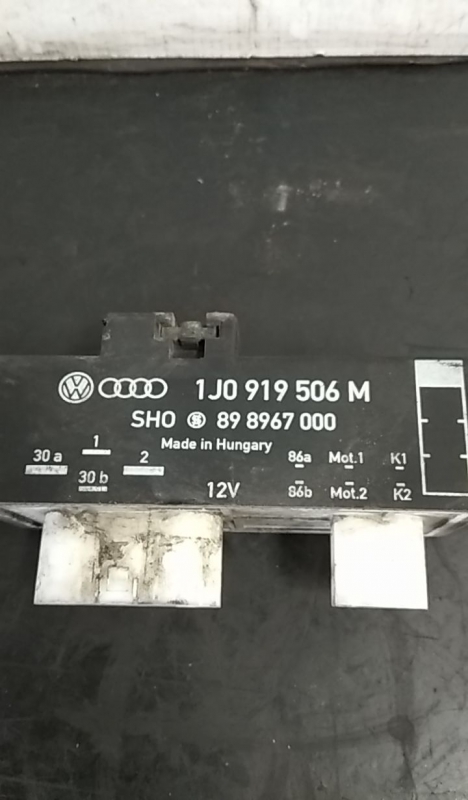 1J0 919 506 M
SHO 89 8967 000
Made in Hungary
30 a 1 2 86a Mot.1 K1
30 b 12V 86b Mot.2 K2